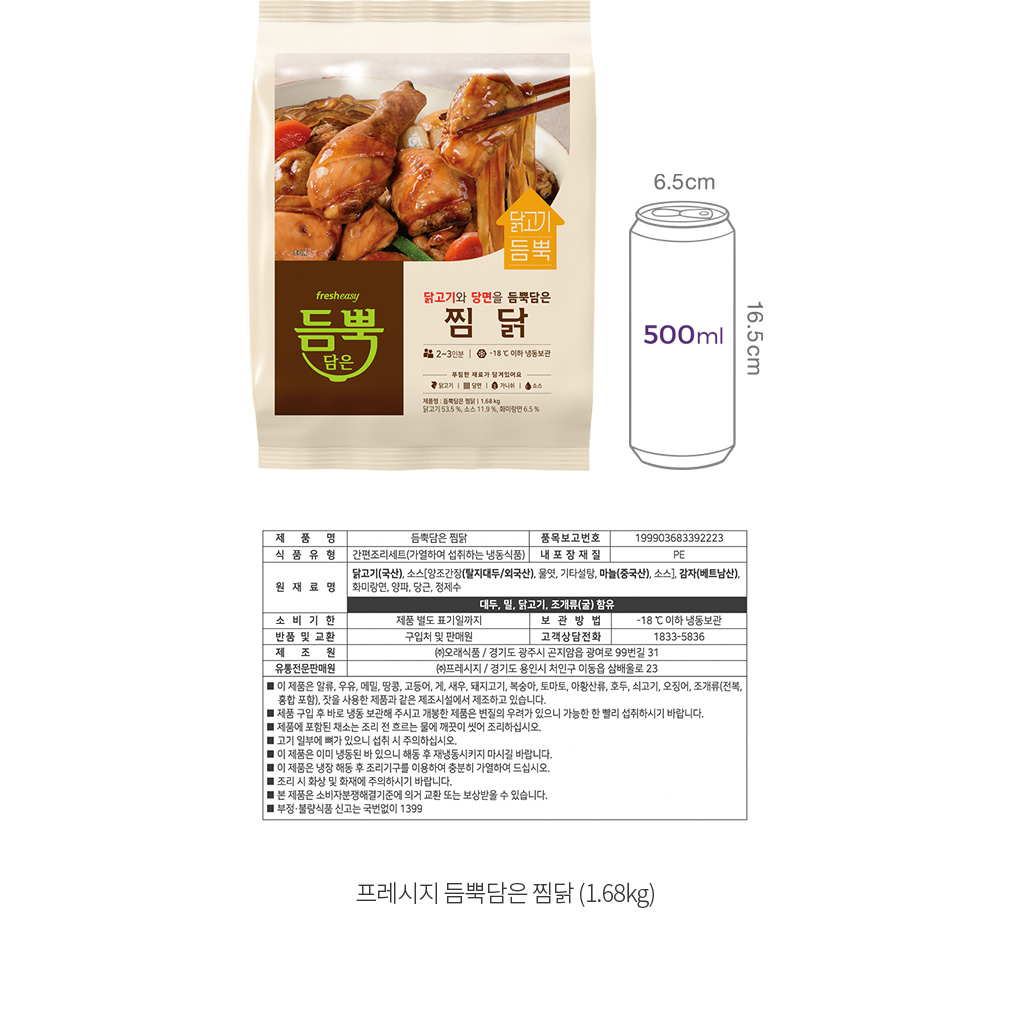 닭고기
듬뿍
fresheasy
듬뿍
담은
닭고기와 당면을 듬뿍담은
찜 닭
2~3인분 | -18 ℃ 이하 냉동보관
푸짐한 재료가 담겨있어요
닭고기 | 당면 | 가니쉬 | 소스
제품명 : 듬뿍담은 찜닭 | 1.68 kg
닭고기 53.5 %, 소스 11.9 %, 화미랑면 6.5 %
6.5cm
500ml
16.5cm
제 품 명 듬뿍담은 찜닭 품목보고번호 199903683392223
식 품 유 형 간편조리세트(가열하여 섭취하는 냉동식품) 내 포 장 재 질 PE
원 재 료 명 닭고기(국산), 소스[양조간장(탈지대두/외국산), 물엿, 기타설탕, 마늘(중국산), 소스], 감자(베트남산),
화미랑면, 양파, 당근, 정제수
대두, 밀, 닭고기, 조개류(굴) 함유
소 비 기 한 제품 별도 표기일까지 보 관 방 법 -18 ℃ 이하 냉동보관
반품 및 교환 구입처 및 판매원 고객상담전화 1833-5836
제 조 원 ㈜오래식품 / 경기도 광주시 곤지암읍 광여로 99번길 31
유통전문판매원 ㈜프레시지 / 경기도 용인시 처인구 이동읍 삼배울로 23
■ 이 제품은 알류, 우유, 메밀, 땅콩, 고등어, 게, 새우, 돼지고기, 복숭아, 토마토, 아황산류, 호두, 쇠고기, 오징어, 조개류(전복,
홍합 포함), 잣을 사용한 제품과 같은 제조시설에서 제조하고 있습니다.
■ 제품 구입 후 바로 냉동 보관해 주시고 개봉한 제품은 변질의 우려가 있으니 가능한 한 빨리 섭취하시기 바랍니다.
■ 제품에 포함된 채소는 조리 전 흐르는 물에 깨끗이 씻어 조리하십시오.
■ 고기 일부에 뼈가 있으니 섭취 시 주의하십시오.
■ 이 제품은 이미 냉동된 바 있으니 해동 후 재냉동시키지 마시길 바랍니다.
■ 이 제품은 냉장 해동 후 조리기구를 이용하여 충분히 가열하여 드십시오.
■ 조리 시 화상 및 화재에 주의하시기 바랍니다.
■ 본 제품은 소비자분쟁해결기준에 의거 교환 또는 보상받을 수 있습니다.
■ 부정·불량식품 신고는 국번없이 1399
프레시지 듬뿍담은 찜닭 (1.68kg)